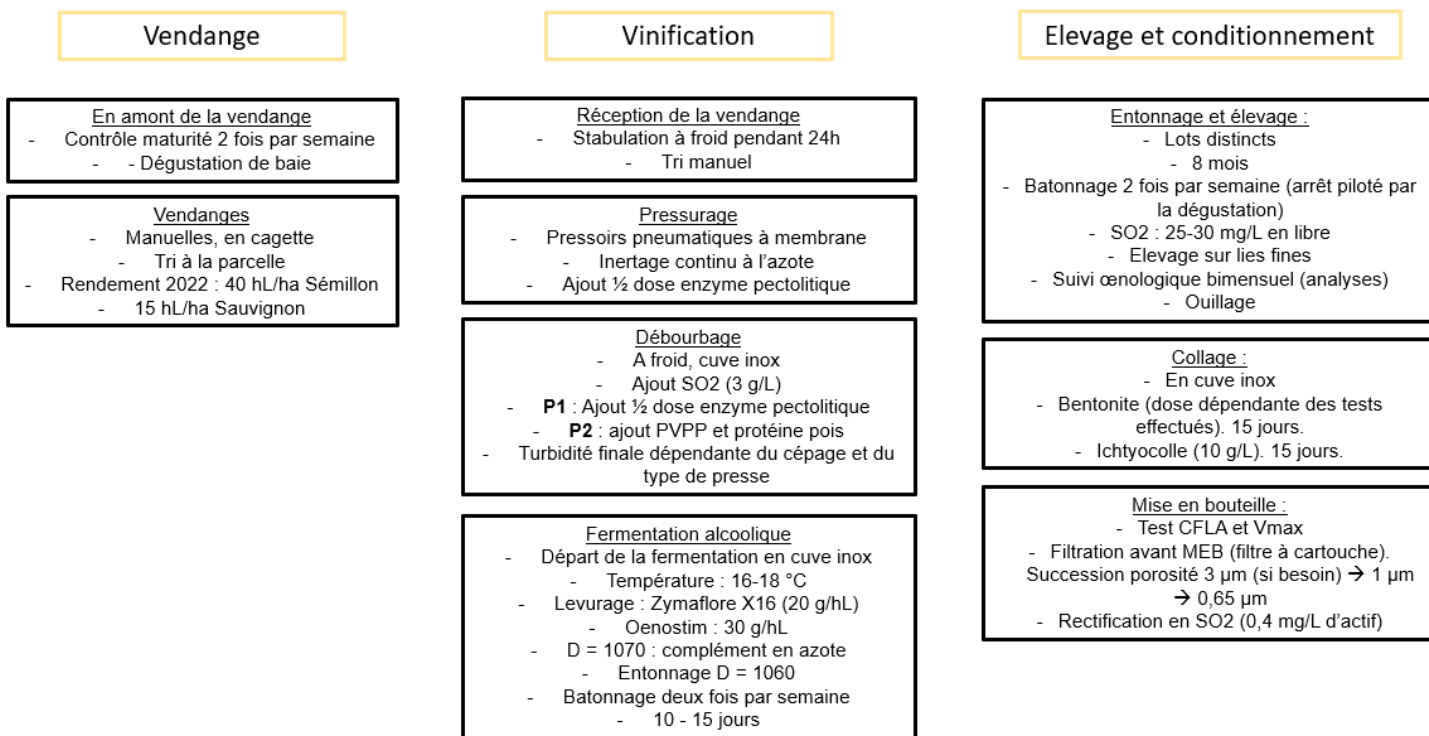 Vendange
En amont de la vendange
- Contrôle maturité 2 fois par semaine
- - Dégustation de baie
Vendanges
- Manuelles, en cagette
- Tri à la parcelle
- Rendement 2022 : 40 hL/ha Sémillon
- 15 hL/ha Sauvignon
Vinification
Réception de la vendange
- Stabulation à froid pendant 24h
- Tri manuel
Pressurage
- Pressoirs pneumatiques à membrane
- Inertage continu à l’azote
- Ajout ½ dose enzyme pectolitique
Débourbage
- A froid, cuve inox
- Ajout SO2 (3 g/L)
- P1 : Ajout ½ dose enzyme pectolitique
- P2 : ajout PVPP et protéine pois
- Turbidité finale dépendante du cépage et du
type de presse
Fermentation alcoolique
- Départ de la fermentation en cuve inox
- Température : 16-18 °C
- Levurage : Zymaflore X16 (20 g/hL)
- Oenostim : 30 g/hL
- D = 1070 : complément en azote
- Entonnage D = 1060
- Batonnage deux fois par semaine
- 10 - 15 jours
Elevage et conditionnement
Entonnage et élevage :
- Lots distincts
- 8 mois
- Batonnage 2 fois par semaine (arrêt piloté par
la dégustation)
- SO2 : 25-30 mg/L en libre
- Elevage sur lies fines
- Suivi œnologique bimensuel (analyses)
- Ouillage
Collage :
- En cuve inox
- Bentonite (dose dépendante des tests
effectués). 15 jours.
- Ichtyocolle (10 g/L). 15 jours.
Mise en bouteille :
- Test CFLA et Vmax
- Filtration avant MEB (filtre à cartouche).
Succession porosité 3 µm (si besoin) → 1 µm
→ 0,65 µm
- Rectification en SO2 (0,4 mg/L d’actif)